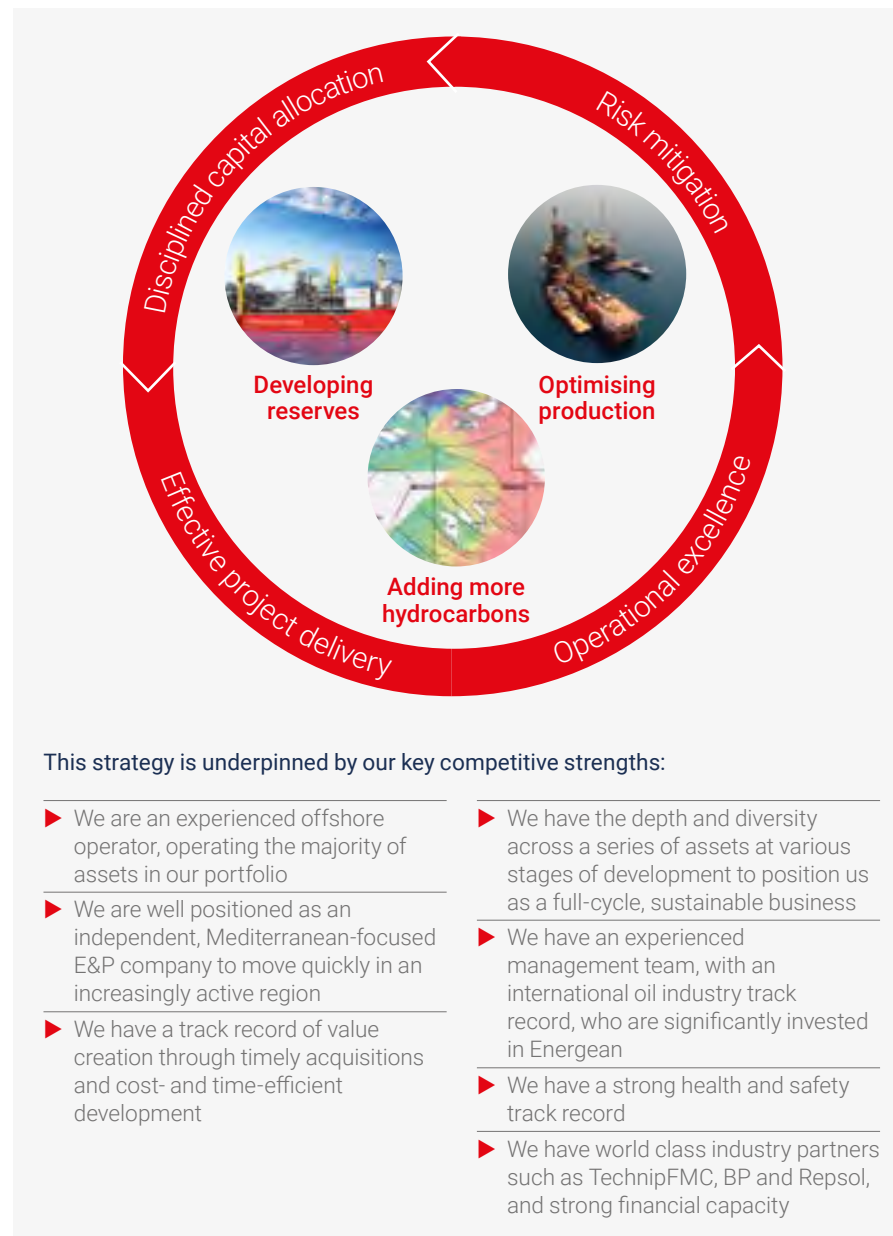 Disciplined capital allocation
Risk mitigation
Effective project delivery
Operational excellence
Developing
reserves
Optimising
production
Adding more
hydrocarbons
This strategy is underpinned by our key competitive strengths:
We are an experienced offshore
operator, operating the majority of
assets in our portfolio
We are well positioned as an
independent, Mediterranean-focused
E&P company to move quickly in an
increasingly active region
We have a track record of value
creation through timely acquisitions
and cost- and time-efficient
development
We have the depth and diversity
across a series of assets at various
stages of development to position us
as a full-cycle, sustainable business
We have an experienced
management team, with an
international oil industry track
record, who are significantly invested
in Energean
We have a strong health and safety
track record
We have world class industry partners
such as TechnipFMC, BP and Repsol,
and strong financial capacity